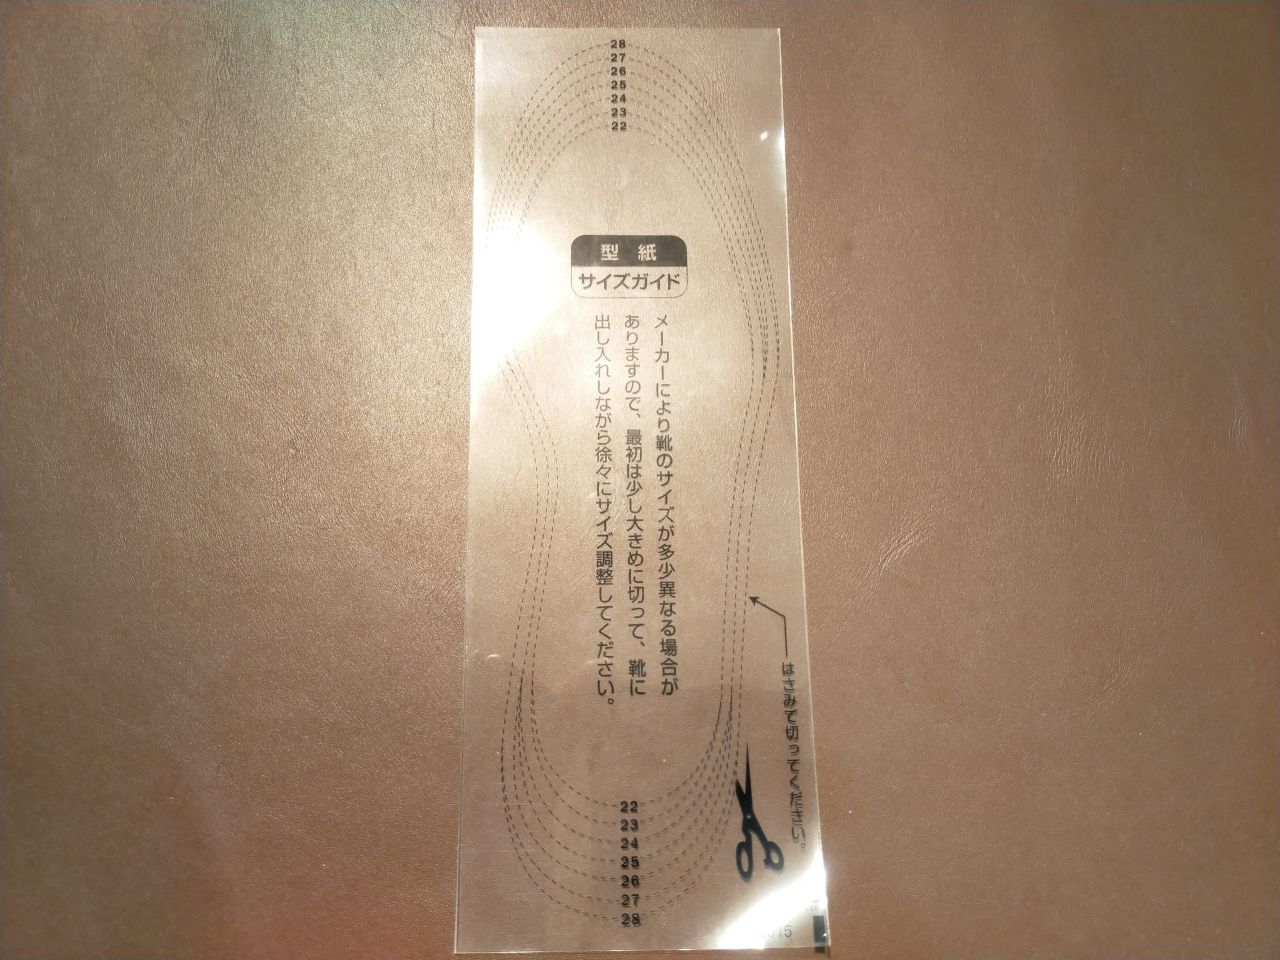 28
27
26
25
24
23
22
型紙
サイズガイド
メーカーにより靴のサイズが多少異なる場合が
ありますので、最初は少し大きめに切って、靴に
出し入れしながら徐々にサイズ調整してください。
はさみで切ってください。
22
23
24
25
26
27
28